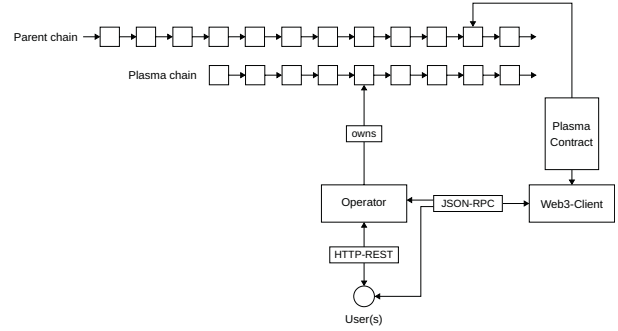 Parent chain
Plasma chain
owns
Plasma
Contract
Operator
JSON-RPC
Web3-Client
HTTP-REST
User(s)